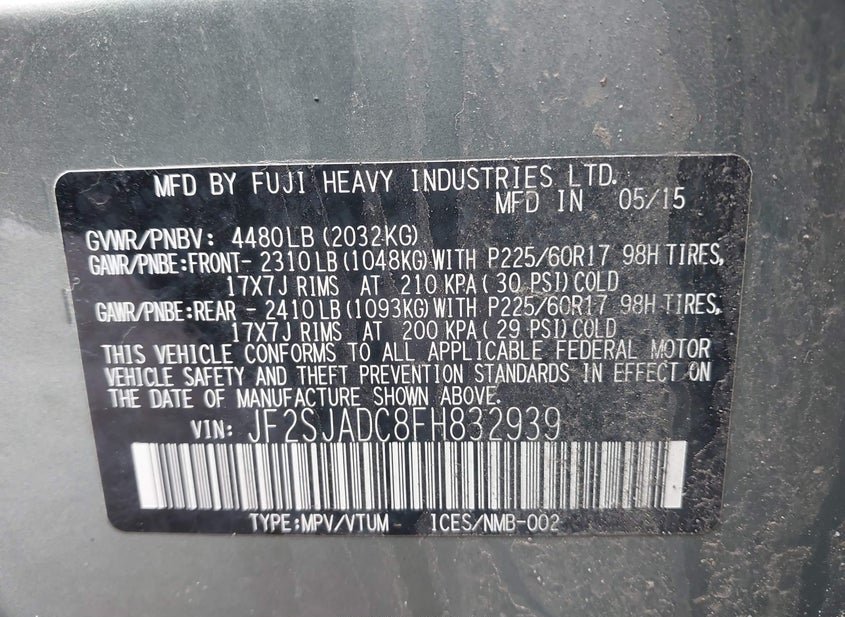 MFD BY FUJI HEAVY INDUSTRIES LTD.
MFD IN 05/15
GVWR/PNBV: 4480LB(2032KG)
GAWR/PNBE:FRONT- 2310LB(1048KG)WITH P225/60R17 98H TIRES,
17X7J RIMS AT 210 KPA(30 PSI)COLD
GAWR/PNBE:REAR - 2410LB(1093KG)WITH P225/60R17 98H TIRES,
17X7J RIMS AT 200 KPA(29 PSI)COLD
THIS VEHICLE CONFORMS TO ALL APPLICABLE FEDERAL MOTOR
VEHICLE SAFETY AND THEFT PREVENTION STANDARDS IN EFFECT ON
THE DATE OF MANUFACTURE SHOWN ABOVE.
VIN: JF2SJADC8FH832939
TYPE:MPV/VTUM - ICES/NMB-002